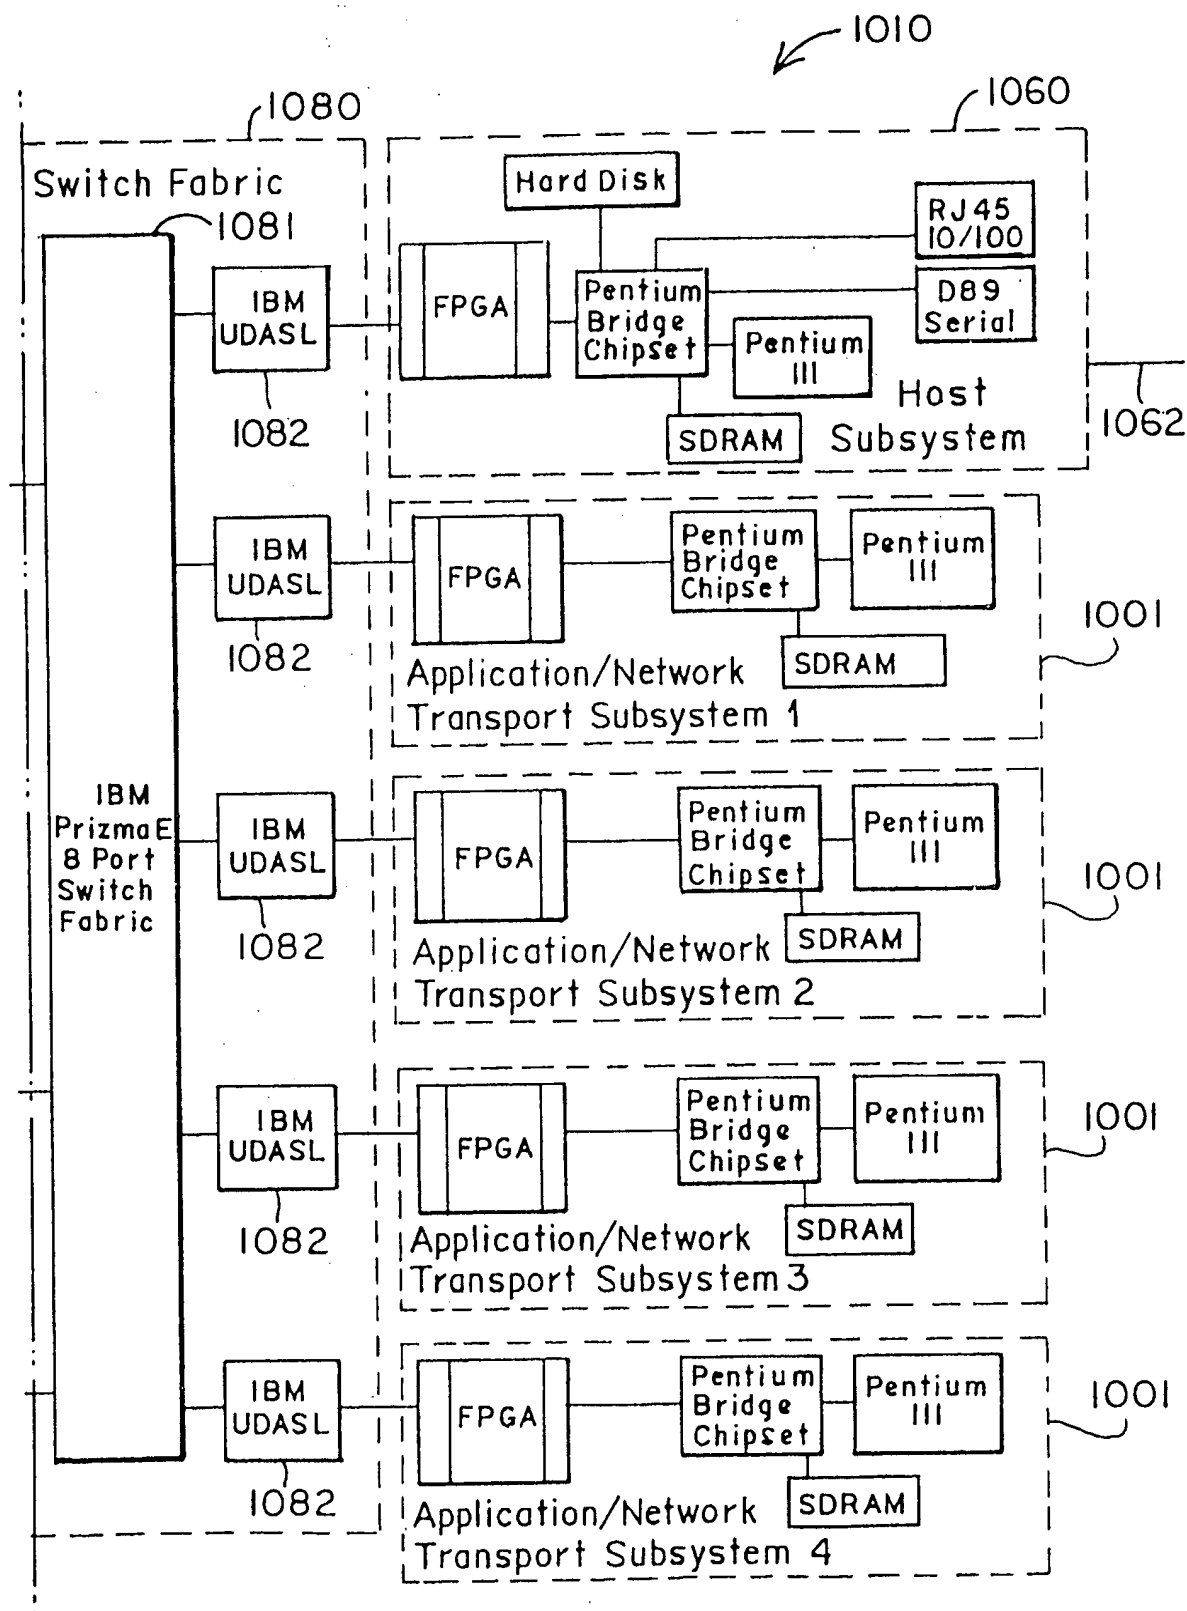 1010
1080
1060
Switch Fabric
1081
Hard Disk
RJ45
10/100
IBM
UDASL
FPGA
Pentium
Bridge
Chipset
D89
Serial
Pentium
III
1082
SDRAM
Host
Subsystem
1062
IBM
UDASL
FPGA
Pentium
Bridge
Chipset
Pentium
III
1082
SDRAM
1001
Application/Network
Transport Subsystem 1
IBM
PrizmaE
8 Port
Switch
Fabric
IBM
UDASL
FPGA
Pentium
Bridge
Chipset
Pentium
III
1001
1082
SDRAM
Application/Network
Transport Subsystem 2
IBM
UDASL
FPGA
Pentium
Bridge
Chipset
Pentium
III
1001
1082
SDRAM
Application/Network
Transport Subsystem 3
IBM
UDASL
FPGA
Pentium
Bridge
Chipset
Pentium
III
1001
1082
SDRAM
Application/Network
Transport Subsystem 4